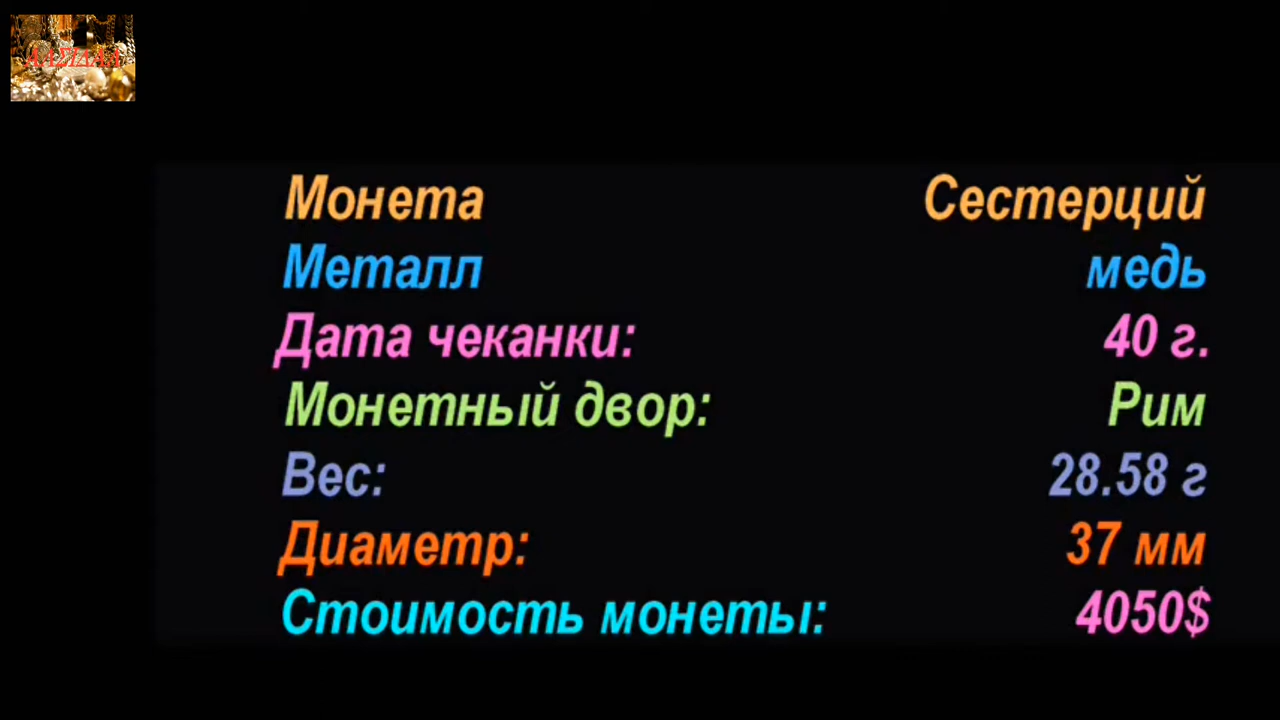 Монета Сестерций
Металл медь
Дата чеканки: 40 г.
Монетный двор: Рим
Вес: 28.58 г
Диаметр: 37 мм
Стоимость монеты: 4050$